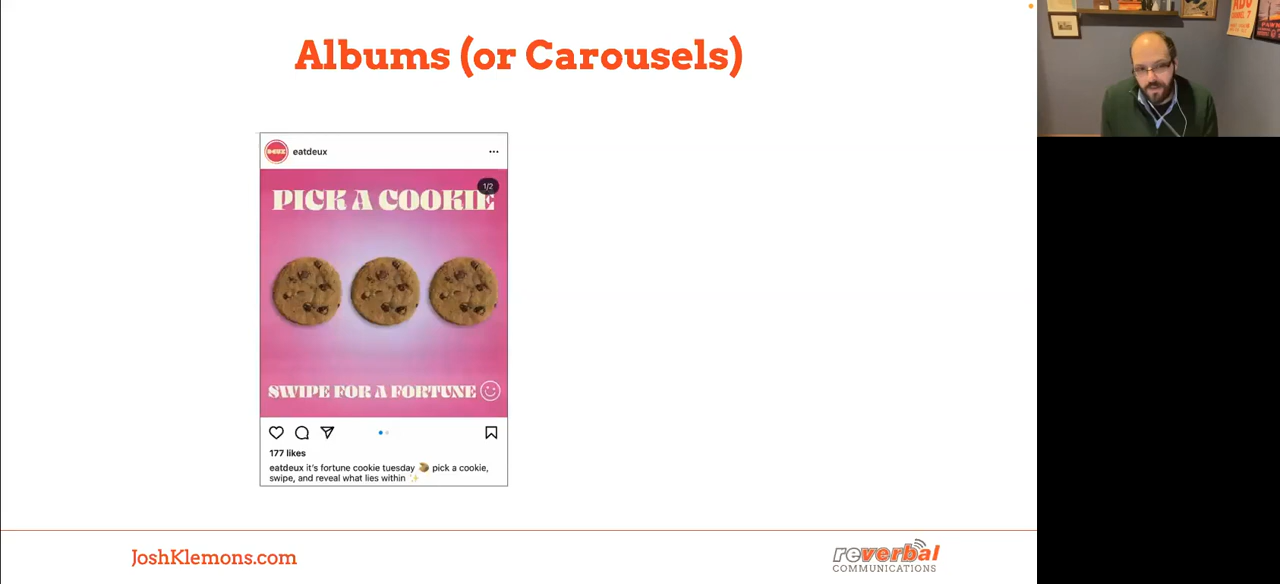 Albums (or Carousels)
eatdeux
1/2
PICK A COOKIE
SWIPE FOR A FORTUNE
177 likes
eatdeux it's fortune cookie tuesday 🥠 pick a cookie,
swipe, and reveal what lies within ✨
JoshKlemons.com
reverbal
COMMUNICATIONS